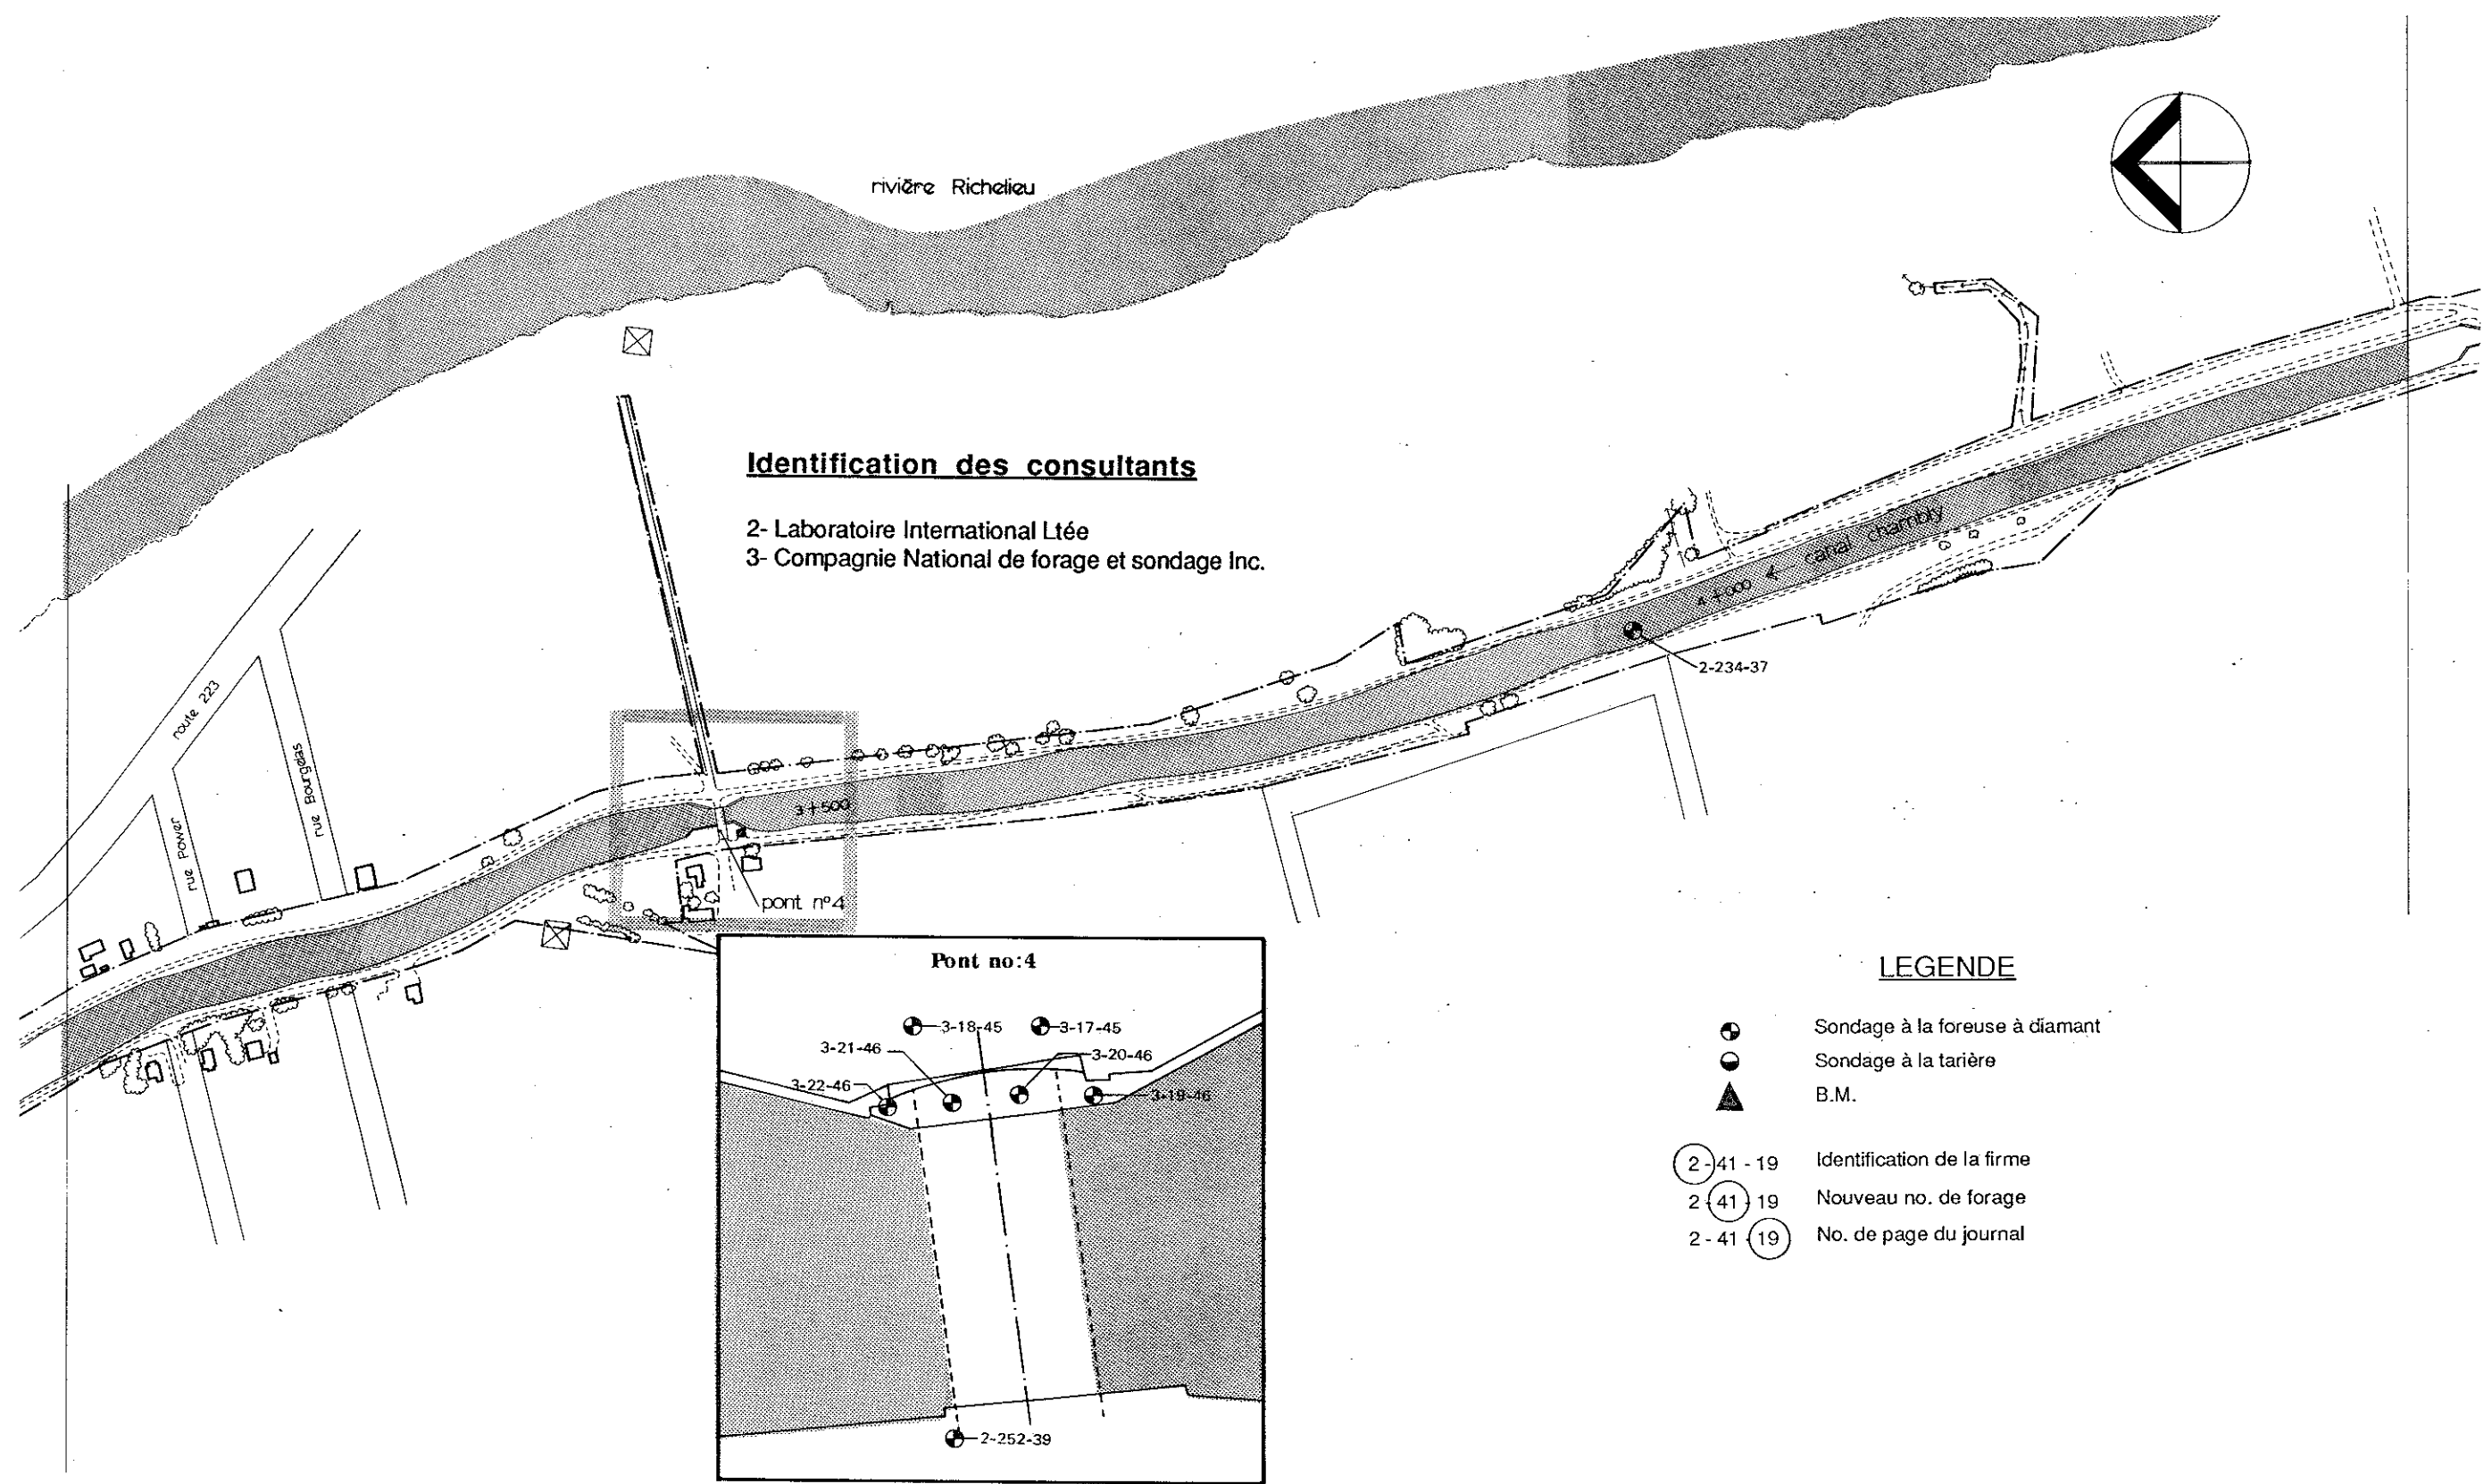 rivière Richelieu
Identification des consultants
2- Laboratoire International Ltée
3- Compagnie National de forage et sondage Inc.
canal chambly
4+000
2-234-37
route 223
rue Bourgelas
rue Power
3+500
pont nº4
Pont no:4
3-18-45
3-17-45
3-21-46
3-20-46
3-22-46
3-19-46
2-252-39
LEGENDE
Sondage à la foreuse à diamant
Sondage à la tarière
B.M.
2-41-19 Identification de la firme
2-41-19 Nouveau no. de forage
2-41-19 No. de page du journal